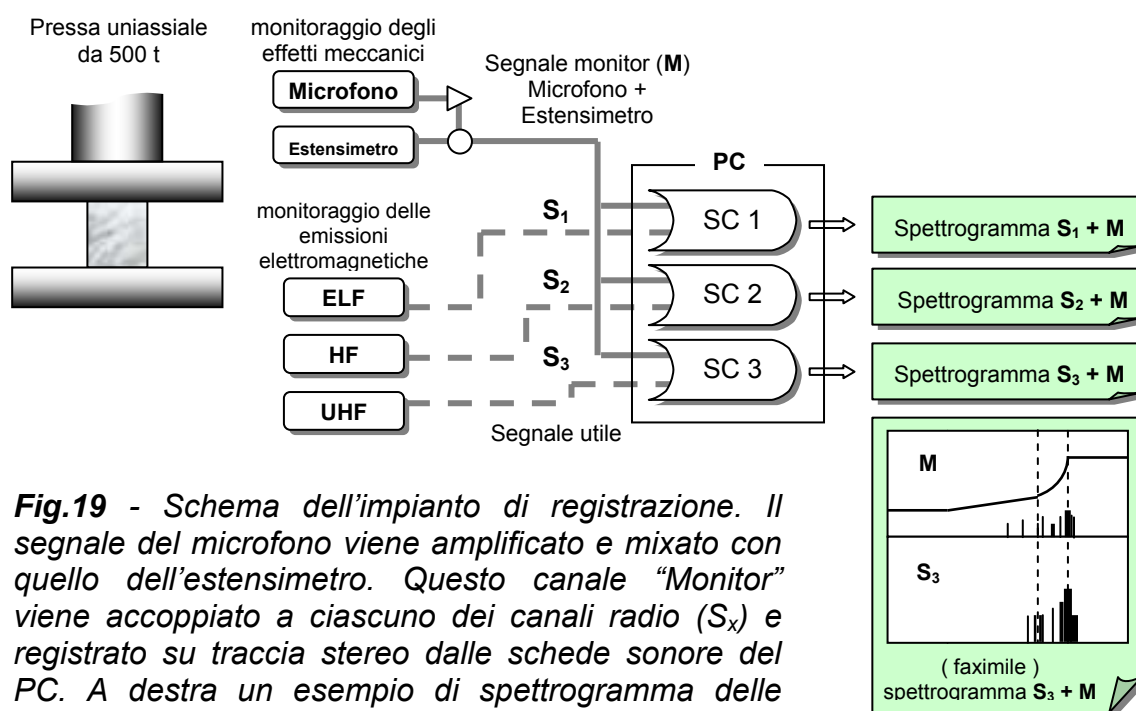 Pressa uniassiale
da 500 t
monitoraggio degli
effetti meccanici
Microfono
Estensimetro
Segnale monitor (M)
Microfono +
Estensimetro
monitoraggio delle
emissioni
elettromagnetiche
ELF
HF
UHF
S1
S2
S3
Segnale utile
PC
SC 1
SC 2
SC 3
Spettrogramma S1 + M
Spettrogramma S2 + M
Spettrogramma S3 + M
M
S3
( faximile )
spettrogramma S3 + M
Fig.19 - Schema dell’impianto di registrazione. Il
segnale del microfono viene amplificato e mixato con
quello dell’estensimetro. Questo canale “Monitor”
viene accoppiato a ciascuno dei canali radio (Sx) e
registrato su traccia stereo dalle schede sonore del
PC. A destra un esempio di spettrogramma delle